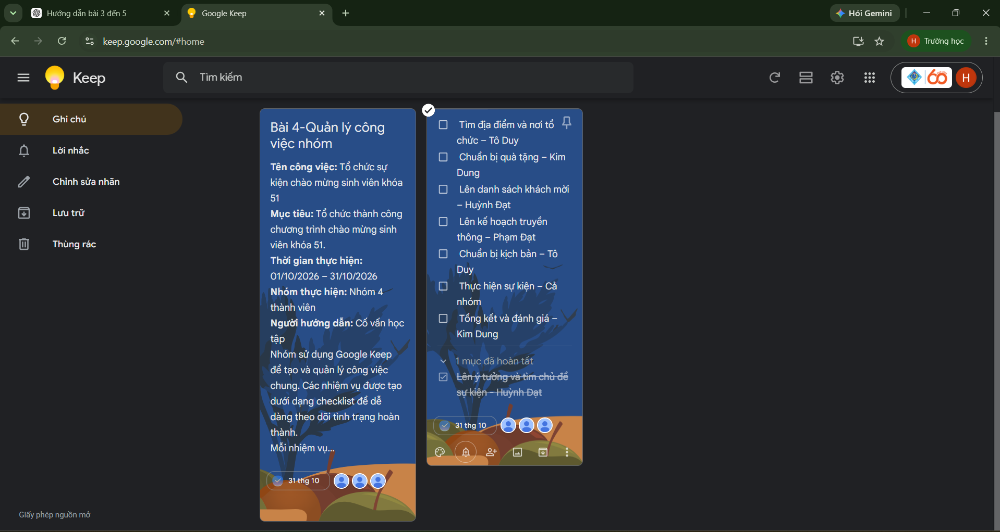 Hướng dẫn bài 3 đến 5
Google Keep
Hỏi Gemini
keep.google.com/#home
H
Trường học
Keep
Tìm kiếm
60
H
Ghi chú
Lời nhắc
Chỉnh sửa nhãn
Lưu trữ
Thùng rác
Giấy phép nguồn mở
Bài 4-Quản lý công
việc nhóm
Tên công việc: Tổ chức sự
kiện chào mừng sinh viên khóa
51
Mục tiêu: Tổ chức thành công
chương trình chào mừng sinh
viên khóa 51.
Thời gian thực hiện:
01/10/2026 – 31/10/2026
Nhóm thực hiện: Nhóm 4
thành viên
Người hướng dẫn: Cố vấn học
tập
Nhóm sử dụng Google Keep
để tạo và quản lý công việc
chung. Các nhiệm vụ được tạo
dưới dạng checklist để dễ
dàng theo dõi tình trạng hoàn
thành.
Mỗi nhiệm vụ...
31 thg 10
Tìm địa điểm và nơi tổ
chức – Tô Duy
Chuẩn bị quà tặng – Kim
Dung
Lên danh sách khách mời
– Huỳnh Đạt
Lên kế hoạch truyền
thông – Phạm Đạt
Chuẩn bị kịch bản – Tô
Duy
Thực hiện sự kiện – Cả
nhóm
Tổng kết và đánh giá –
Kim Dung
1 mục đã hoàn tất
Lên ý tưởng và tìm chủ đề
sự kiện - Huỳnh Đạt
31 thg 10